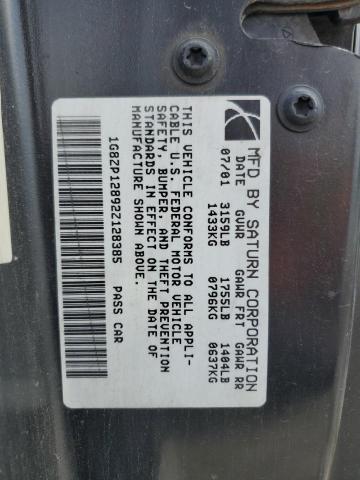 MFD BY SATURN CORPORATION
DATE GVWR GAWR FRT GAWR RR
07/01 3159LB 1755LB 1404LB
1433KG 0796KG 0637KG
THIS VEHICLE CONFORMS TO ALL APPLI-
CABLE U.S. FEDERAL MOTOR VEHICLE
SAFETY, BUMPER, AND THEFT PREVENTION
STANDARDS IN EFFECT ON THE DATE OF
MANUFACTURE SHOWN ABOVE.
1G8ZP12892Z128385 PASS CAR